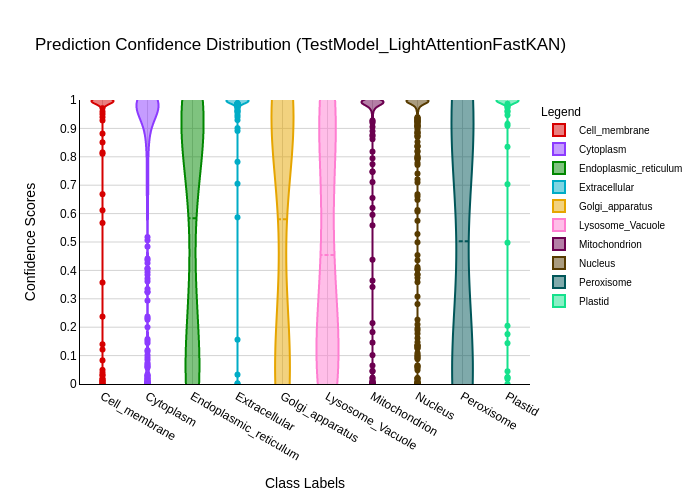 Prediction Confidence Distribution (TestModel_LightAttentionFastKAN)
Confidence Scores
1
0.9
0.8
0.7
0.6
0.5
0.4
0.3
0.2
0.1
0
Cell_membrane
Cytoplasm
Endoplasmic_reticulum
Extracellular
Golgi_apparatus
Lysosome_Vacuole
Mitochondrion
Nucleus
Peroxisome
Plastid
Class Labels
Legend
Cell_membrane
Cytoplasm
Endoplasmic_reticulum
Extracellular
Golgi_apparatus
Lysosome_Vacuole
Mitochondrion
Nucleus
Peroxisome
Plastid